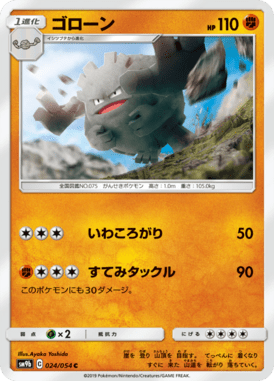 1進化 ゴローン HP 110
イシツブテから進化
全国図鑑NO.075 がんせきポケモン 高さ:1.0m 重さ:105.0kg
いわころがり 50
すてみタックル 90
このポケモンにも30ダメージ。
Illus.Ayaka Yoshida
弱点 ×2 抵抗力 にげる
SM9b 024/054 C
©2019 Pokémon/Nintendo/Creatures/GAME FREAK.